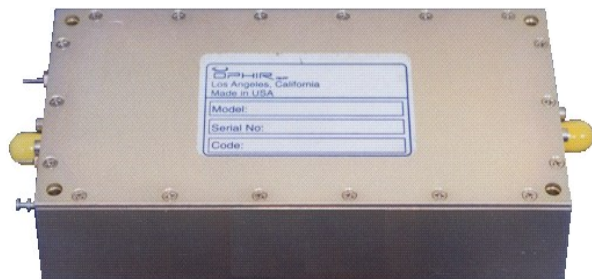 OPHIR
Los Angeles, California
Made in USA
Model:
Serial No:
Code: